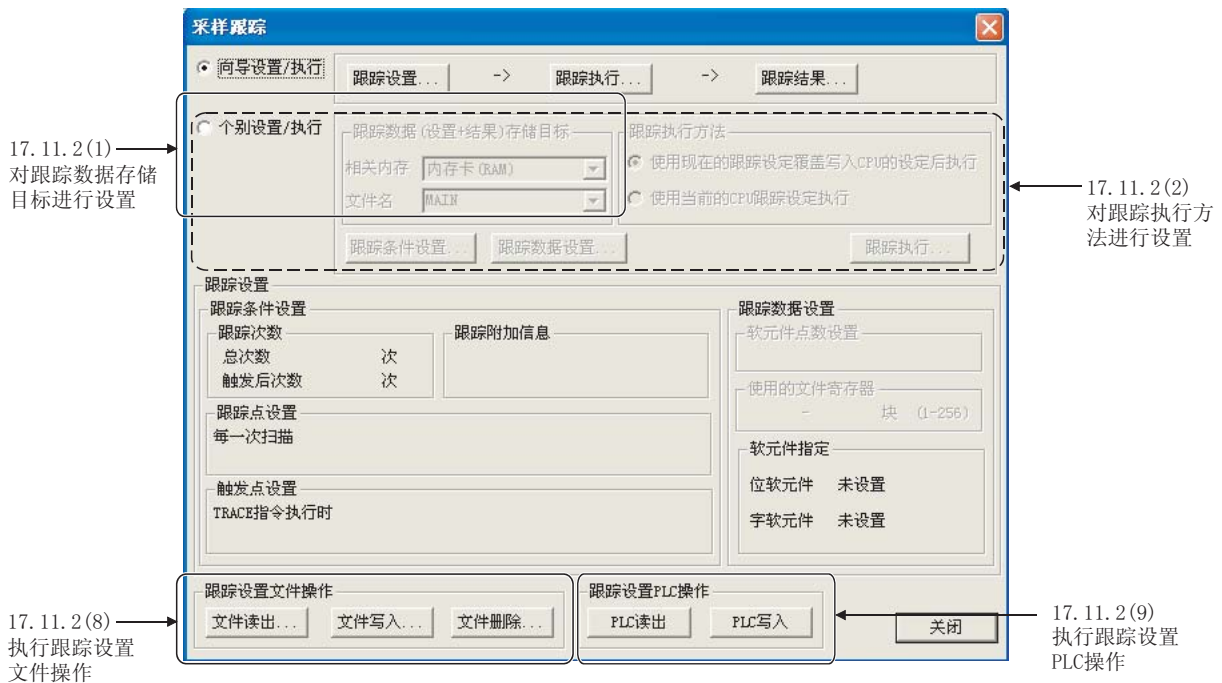 采样跟踪
向导设置/执行
跟踪设置... -> 跟踪执行... -> 跟踪结果...
个别设置/执行
跟踪数据(设置+结果)存储目标
相关内存 内存卡(RAM)
文件名 MAIN
跟踪执行方法
使用现在的跟踪设定覆盖写入CPU的设定后执行
使用当前的CPU跟踪设定执行
跟踪条件设置... 跟踪数据设置... 跟踪执行...
17.11.2(1)
对跟踪数据存储
目标进行设置
17.11.2(2)
对跟踪执行方
法进行设置
跟踪设置
跟踪条件设置
跟踪次数
总次数 次
触发后次数 次
跟踪附加信息
跟踪点设置
每一次扫描
触发点设置
TRACE指令执行时
跟踪数据设置
软元件点数设置
使用的文件寄存器
- 块 (1-256)
软元件指定
位软元件 未设置
字软元件 未设置
跟踪设置文件操作
文件读出... 文件写入... 文件删除...
跟踪设置PLC操作
PLC读出 PLC写入
关闭
17.11.2(8)
执行跟踪设置
文件操作
17.11.2(9)
执行跟踪设置
PLC操作